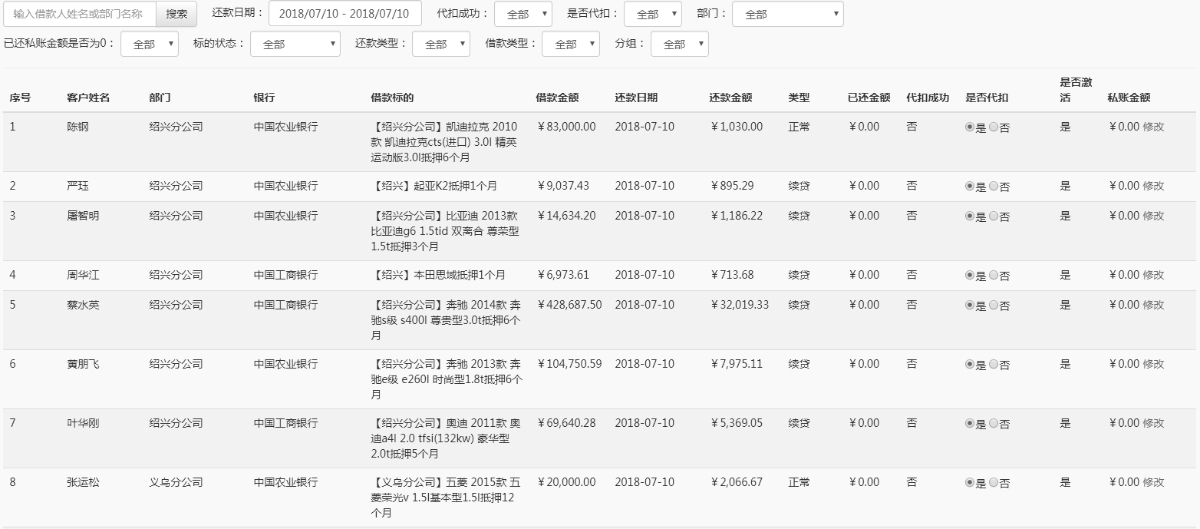 输入借款人姓名或部门名称 搜索 还款日期： 2018/07/10 - 2018/07/10 代扣成功： 全部 是否代扣： 全部 部门： 全部
已还私账金额是否为0： 全部 标的状态： 全部 还款类型： 全部 借款类型： 全部 分组： 全部
序号 客户姓名 部门 银行 借款标的 借款金额 还款日期 还款金额 类型 已还金额 代扣成功 是否代扣 是否激活 私账金额
1 陈钢 绍兴分公司 中国农业银行 【绍兴分公司】凯迪拉克 2010 ￥83,000.00 2018-07-10 ￥1,030.00 正常 ￥0.00 否 是 否 是 ￥0.00 修改
款 凯迪拉克cts(进口) 3.0l 精英
运动版3.0l抵押6个月
2 严珏 绍兴分公司 中国农业银行 【绍兴】起亚K2抵押1个月 ￥9,037.43 2018-07-10 ￥895.29 续贷 ￥0.00 否 是 否 是 ￥0.00 修改
3 屠智明 绍兴分公司 中国农业银行 【绍兴分公司】比亚迪 2013款 ￥14,634.20 2018-07-10 ￥1,186.22 续贷 ￥0.00 否 是 否 是 ￥0.00 修改
比亚迪g6 1.5tid 双离合 尊荣型
1.5t抵押3个月
4 周华江 绍兴分公司 中国工商银行 【绍兴】本田思域抵押1个月 ￥6,973.61 2018-07-10 ￥713.68 续贷 ￥0.00 否 是 否 是 ￥0.00 修改
5 蔡水英 绍兴分公司 中国工商银行 【绍兴分公司】奔驰 2014款 奔 ￥428,687.50 2018-07-10 ￥32,019.33 续贷 ￥0.00 否 是 否 是 ￥0.00 修改
驰s级 s400l 尊贵型3.0t抵押6个
月
6 黄朋飞 绍兴分公司 中国农业银行 【绍兴分公司】奔驰 2013款 奔 ￥104,750.59 2018-07-10 ￥7,975.11 续贷 ￥0.00 否 是 否 是 ￥0.00 修改
驰e级 e260l 时尚型1.8t抵押6个
月
7 叶华刚 绍兴分公司 中国工商银行 【绍兴分公司】奥迪 2011款 奥 ￥69,640.28 2018-07-10 ￥5,369.05 续贷 ￥0.00 否 是 否 是 ￥0.00 修改
迪a4l 2.0 tfsi(132kw) 豪华型
2.0t抵押5个月
8 张运松 义乌分公司 中国农业银行 【义乌分公司】五菱 2015款 五 ￥20,000.00 2018-07-10 ￥2,066.67 正常 ￥0.00 否 是 否 是 ￥0.00 修改
菱荣光v 1.5l基本型1.5l抵押12
个月